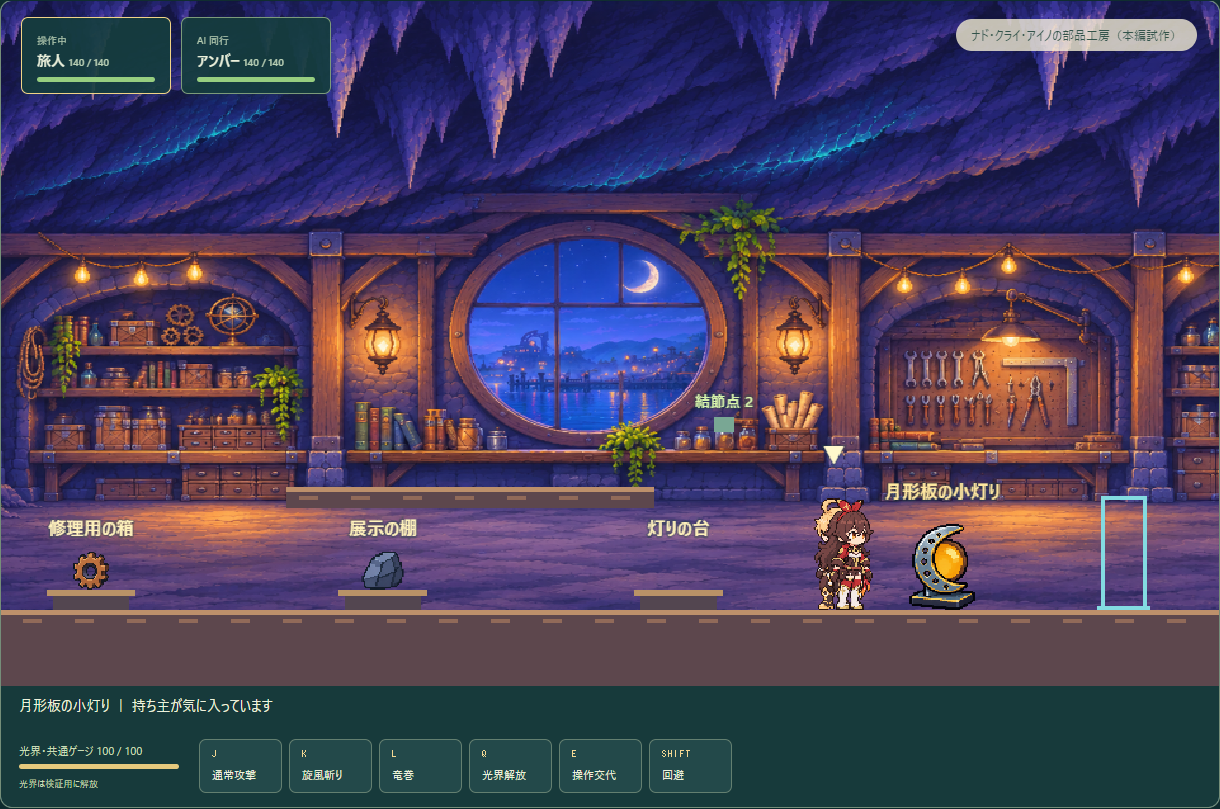 操作中
旅人 140 / 140
AI 同行
アンバー 140 / 140
ナド・クライ・アイノの部品工房（本編試作）
結節点 2
月形板の小灯り
修理用の箱
展示の棚
灯りの台
月形板の小灯り ｜ 持ち主が気に入っています
光界・共通ゲージ 100 / 100
光界は検証用に解放
J
通常攻撃
K
旋風斬り
L
竜巻
Q
光界解放
E
操作交代
SHIFT
回避